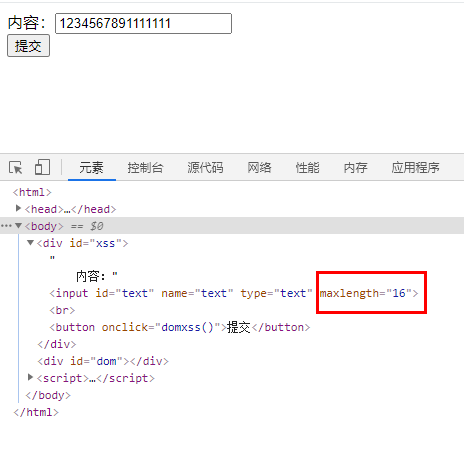 内容： 1234567891111111
提交
元素 控制台 源代码 网络 性能 内存 应用程序
<html>
<head>…</head>
<body> == $0
<div id="xss">
"
内容："
<input id="text" name="text" type="text" maxlength="16">
<br>
<button onclick="domxss()">提交</button>
</div>
<div id="dom"></div>
<script>…</script>
</body>
</html>